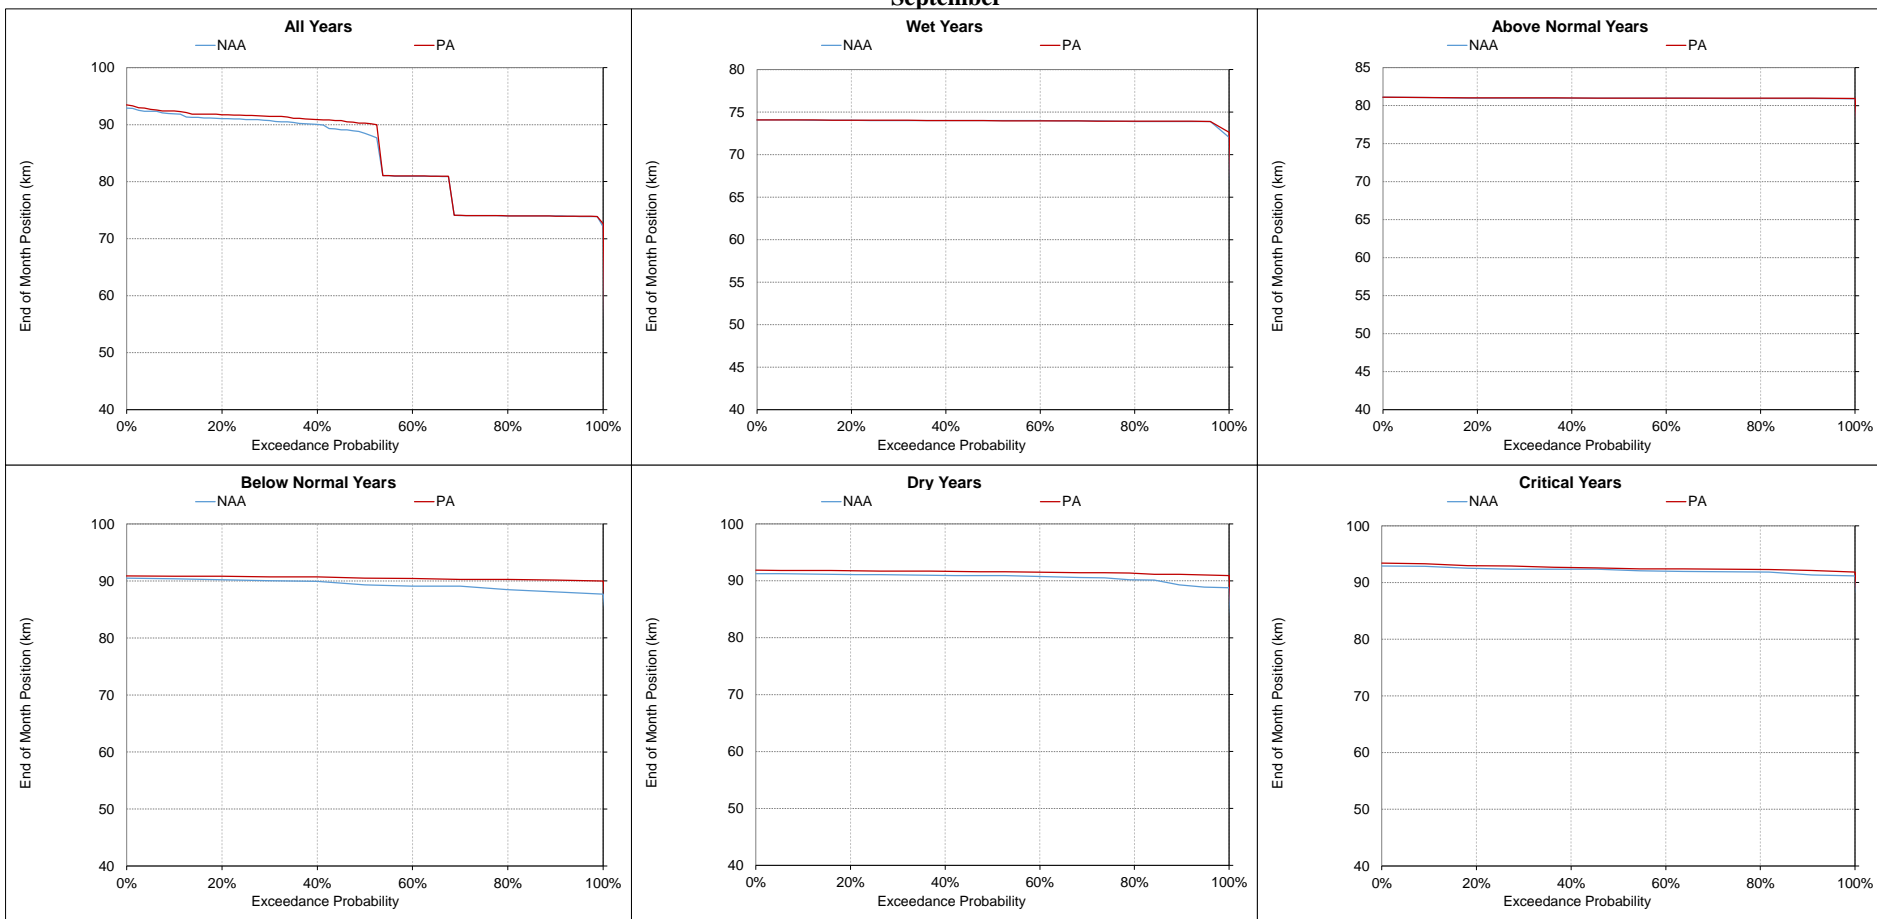 September
All Years
NAA PA
End of Month Position (km)
100
90
80
70
60
50
40
0% 20% 40% 60% 80% 100%
Exceedance Probability
Wet Years
NAA PA
End of Month Position (km)
80
75
70
65
60
55
50
45
40
0% 20% 40% 60% 80% 100%
Exceedance Probability
Above Normal Years
NAA PA
End of Month Position (km)
85
80
75
70
65
60
55
50
45
40
0% 20% 40% 60% 80% 100%
Exceedance Probability
Below Normal Years
NAA PA
End of Month Position (km)
100
90
80
70
60
50
40
0% 20% 40% 60% 80% 100%
Exceedance Probability
Dry Years
NAA PA
End of Month Position (km)
100
90
80
70
60
50
40
0% 20% 40% 60% 80% 100%
Exceedance Probability
Critical Years
NAA PA
End of Month Position (km)
100
90
80
70
60
50
40
0% 20% 40% 60% 80% 100%
Exceedance Probability